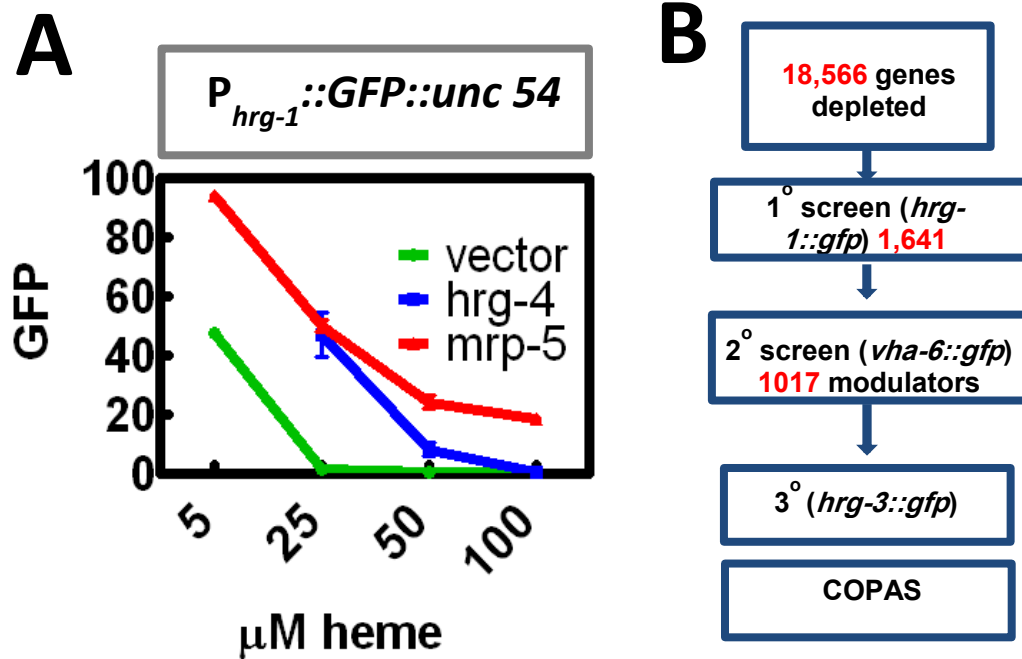 A
P hrg-1 ::GFP::unc 54
100
80
60
40
20
0
GFP
vector
hrg-4
mrp-5
5
25
50
100
μM heme
B
18,566 genes
depleted
1° screen (hrg-
1::gfp) 1,641
2° screen (vha-6::gfp)
1017 modulators
3° (hrg-3::gfp)
COPAS